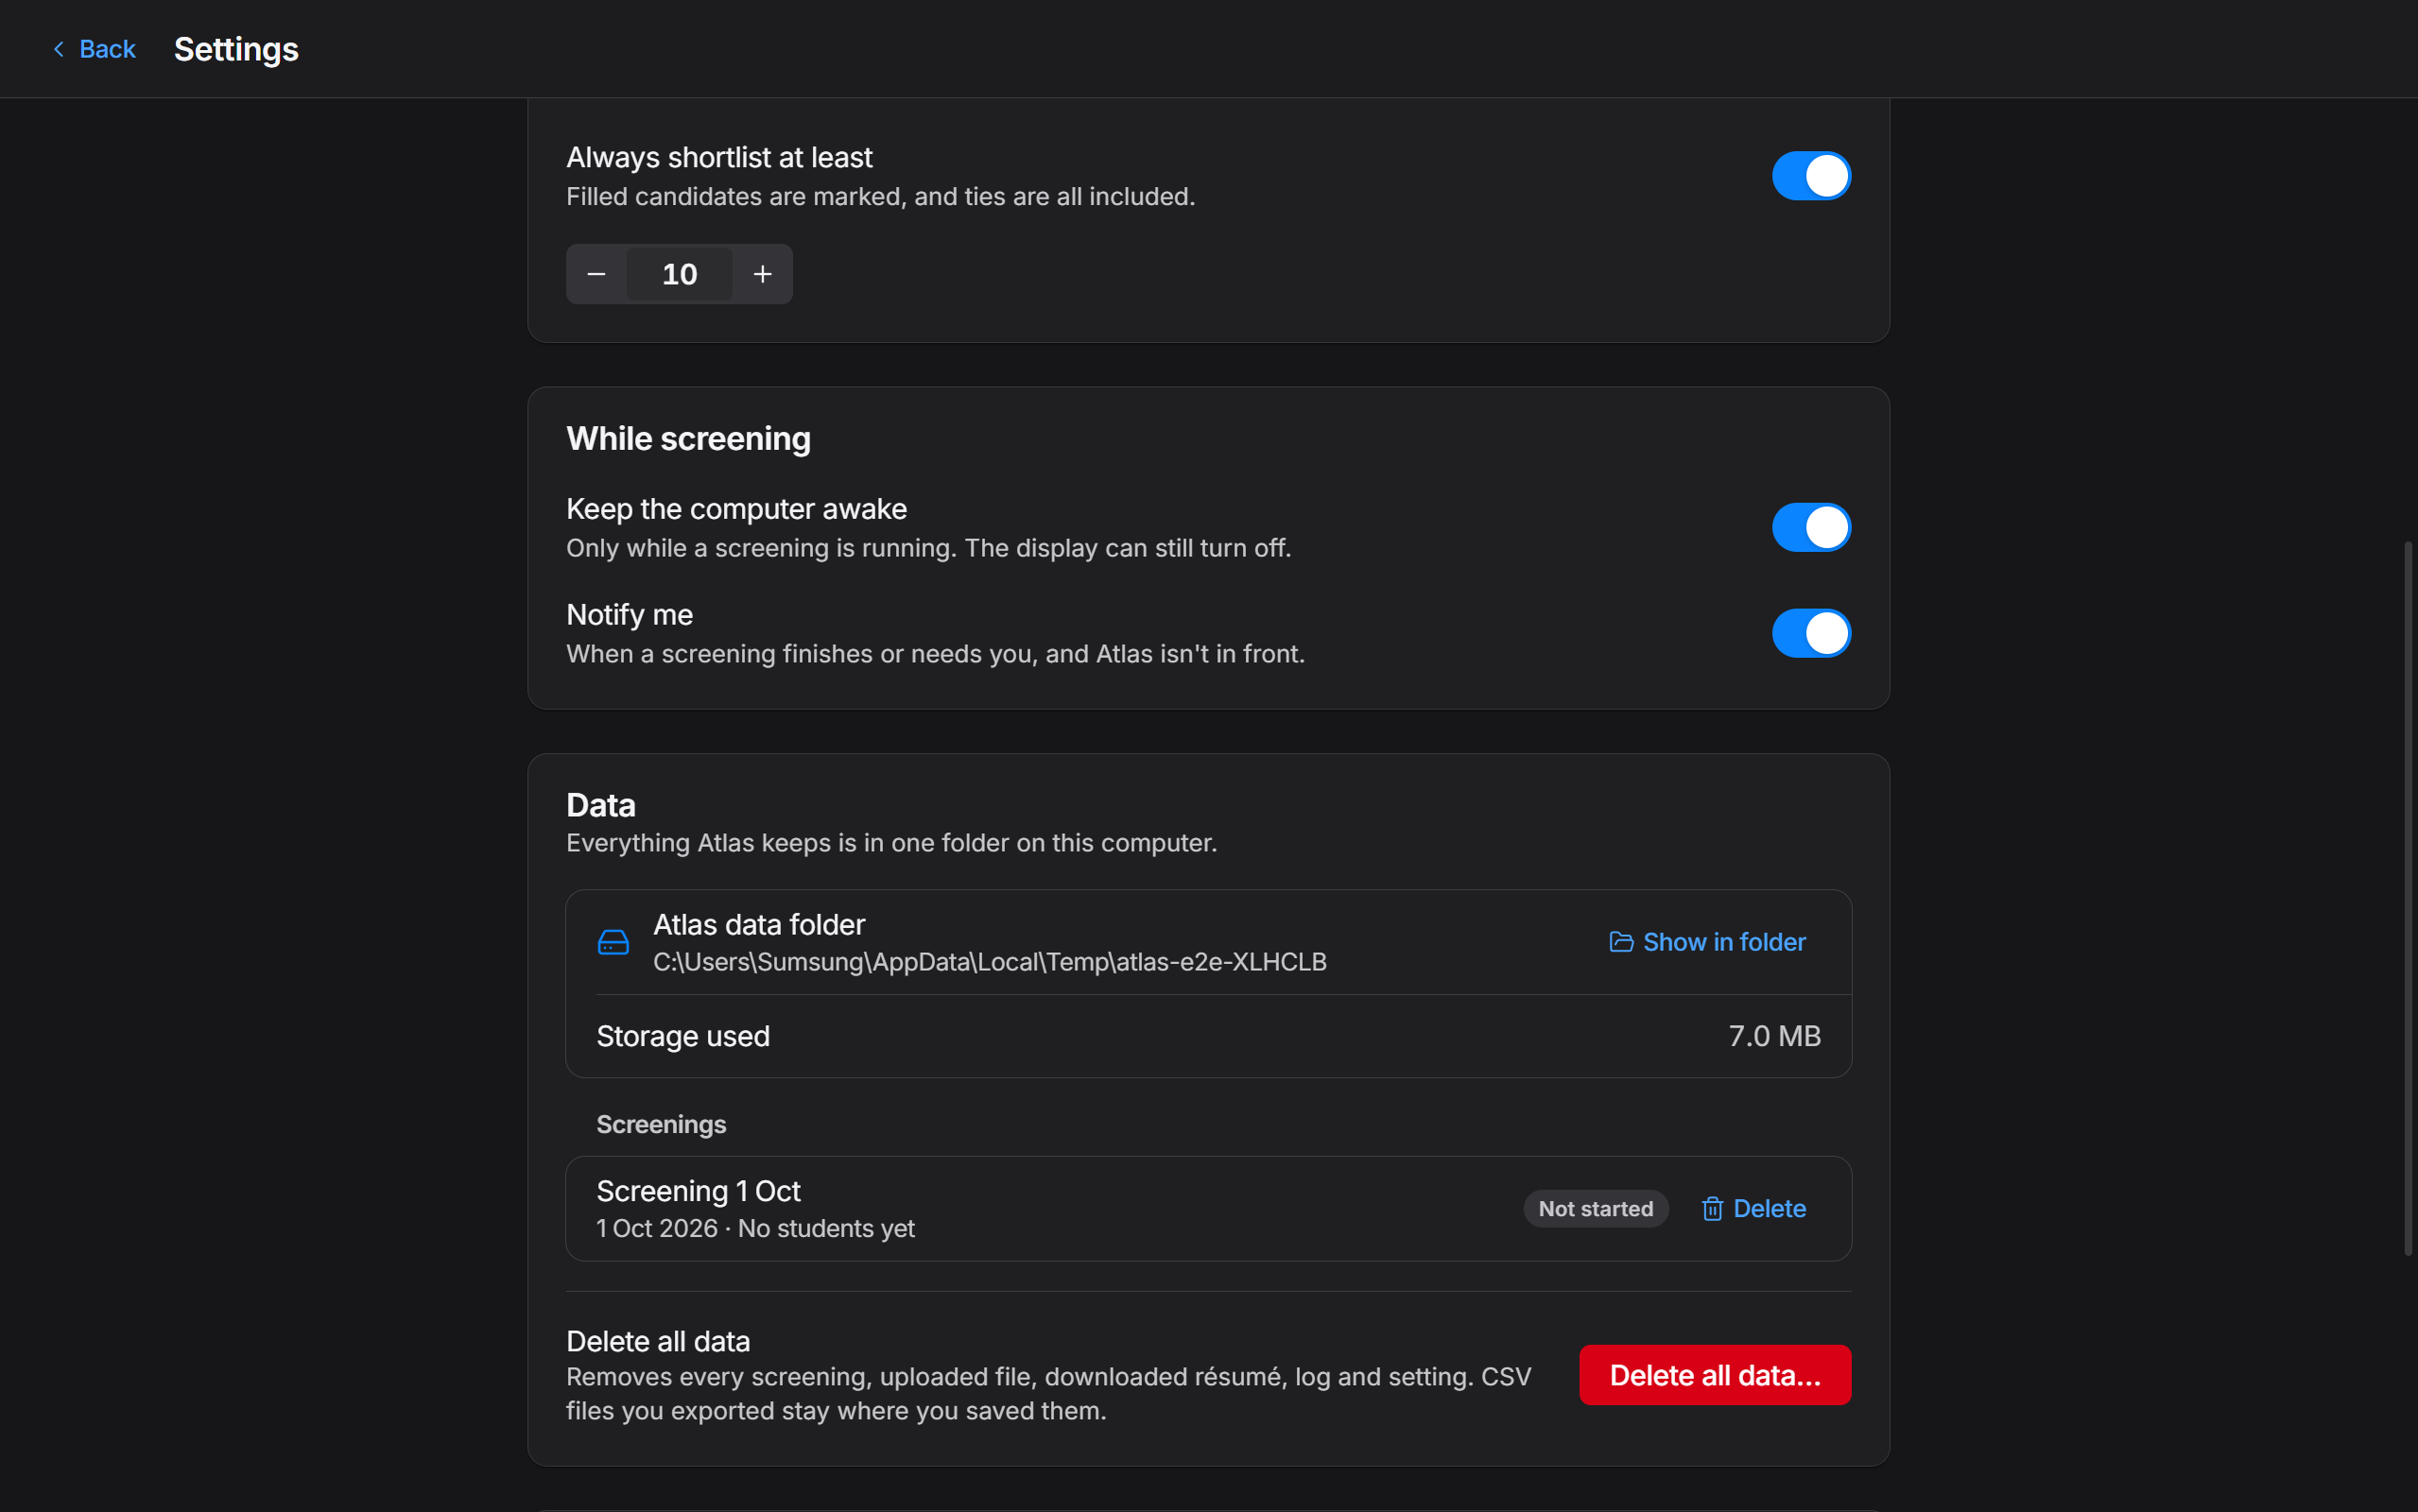 Back
Settings
Always shortlist at least
Filled candidates are marked, and ties are all included.
− 10 +
While screening
Keep the computer awake
Only while a screening is running. The display can still turn off.
Notify me
When a screening finishes or needs you, and Atlas isn't in front.
Data
Everything Atlas keeps is in one folder on this computer.
Atlas data folder
C:\Users\Sumsung\AppData\Local\Temp\atlas-e2e-XLHCLB
Show in folder
Storage used
7.0 MB
Screenings
Screening 1 Oct
1 Oct 2026 · No students yet
Not started
Delete
Delete all data
Removes every screening, uploaded file, downloaded résumé, log and setting. CSV
files you exported stay where you saved them.
Delete all data...